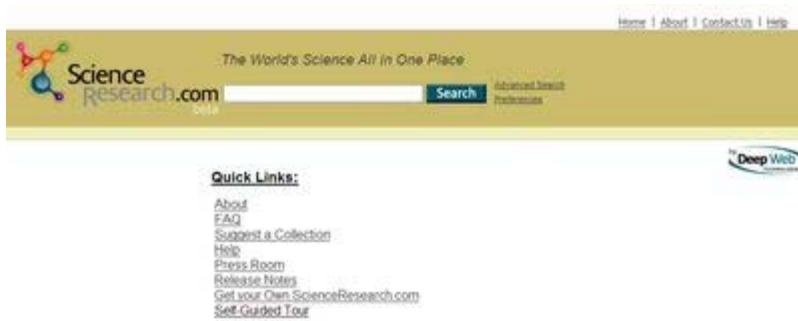 Home | About | Contact Us | Help
The World's Science All In One Place
Science
Research.com
beta
Search
Advanced Search
Preferences
Deep Web
Quick Links:
About
FAQ
Suggest a Collection
Help
Press Room
Release Notes
Get your Own ScienceResearch.com
Self-Guided Tour